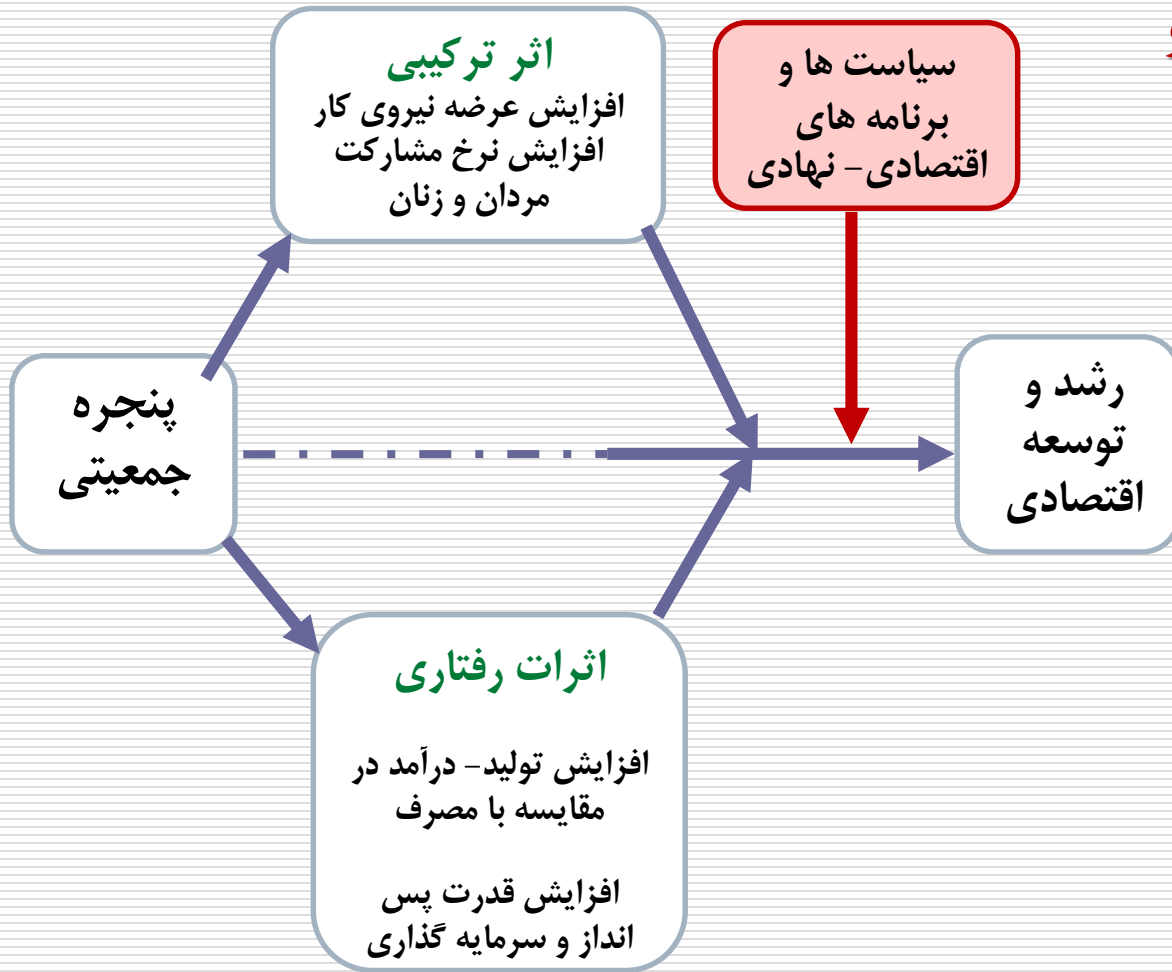 اثر ترکیبی
افزایش عرضه نیروی کار
افزایش نرخ مشارکت
مردان و زنان
سیاست ها و
برنامه های
اقتصادی- نهادی
پنجره
جمعیتی
رشد و
توسعه
اقتصادی
اثرات رفتاری
افزایش تولید- درآمد در
مقایسه با مصرف
افزایش قدرت پس
انداز و سرمایه گذاری